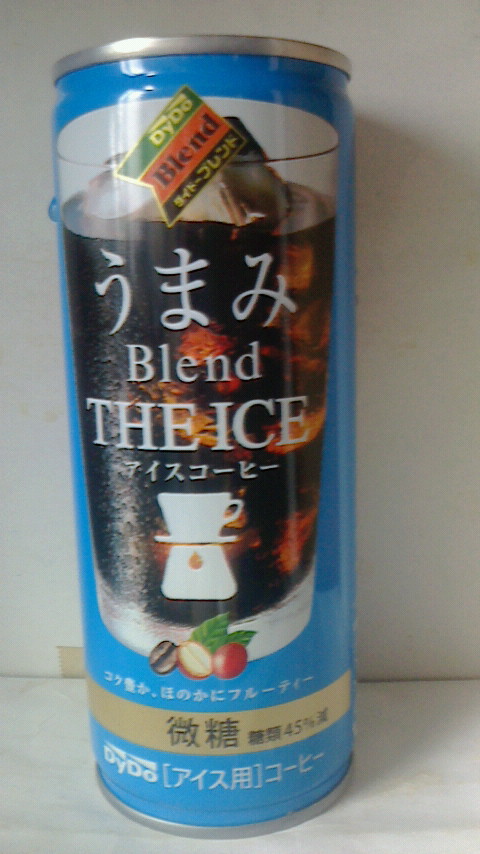 DyDo
Blend
ダイドーブレンド
うまみ
Blend
THE ICE
アイスコーヒー
コク豊か、ほのかにフルーティー
微糖 糖類45%減
DyDo [アイス用]コーヒー